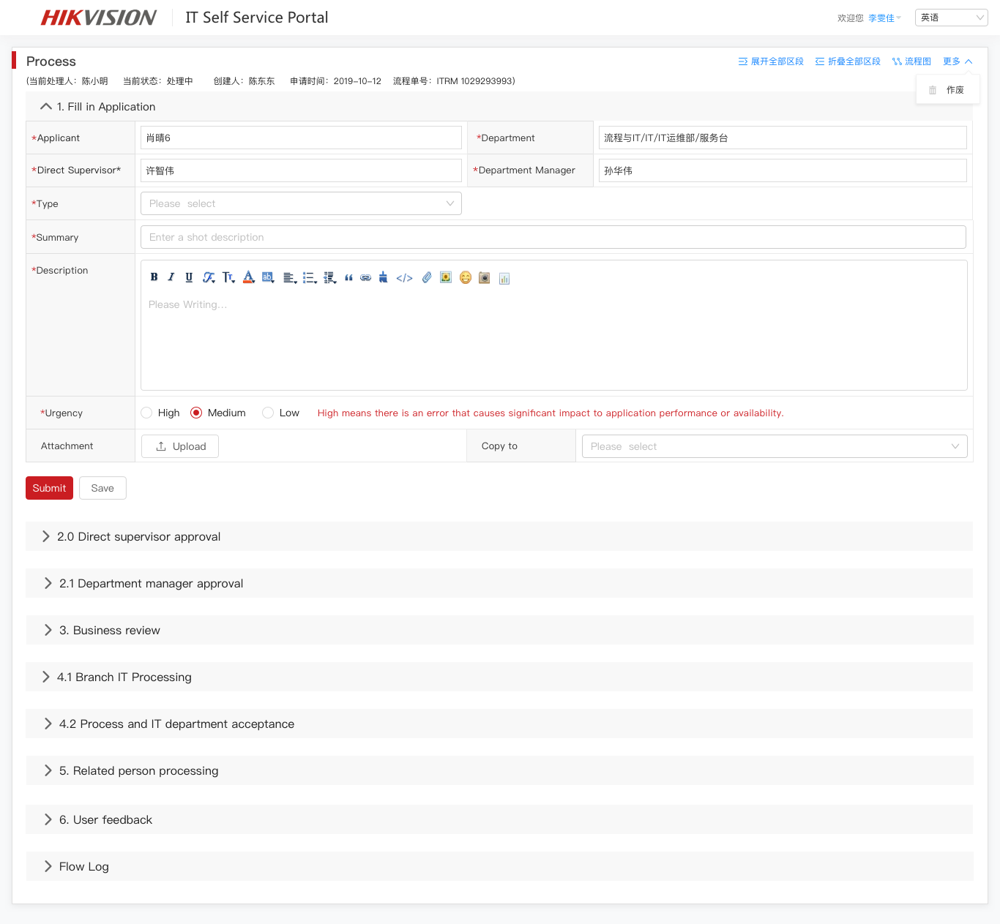 HIKVISION IT Self Service Portal 欢迎您 李雯佳 英语
Process 展开全部区段 折叠全部区段 流程图 更多
(当前处理人：陈小明 当前状态：处理中 创建人：陈东东 申请时间：2019-10-12 流程单号：ITRM 1029293993)
作废
1. Fill in Application
*Applicant 肖晴6 *Department 流程与IT/IT/IT运维部/服务台
*Direct Supervisor* 许智伟 *Department Manager 孙华伟
*Type Please select
*Summary Enter a shot description
*Description
Please Writing...
*Urgency High Medium Low High means there is an error that causes significant impact to application performance or availability.
Attachment Upload Copy to Please select
Submit Save
2.0 Direct supervisor approval
2.1 Department manager approval
3. Business review
4.1 Branch IT Processing
4.2 Process and IT department acceptance
5. Related person processing
6. User feedback
Flow Log